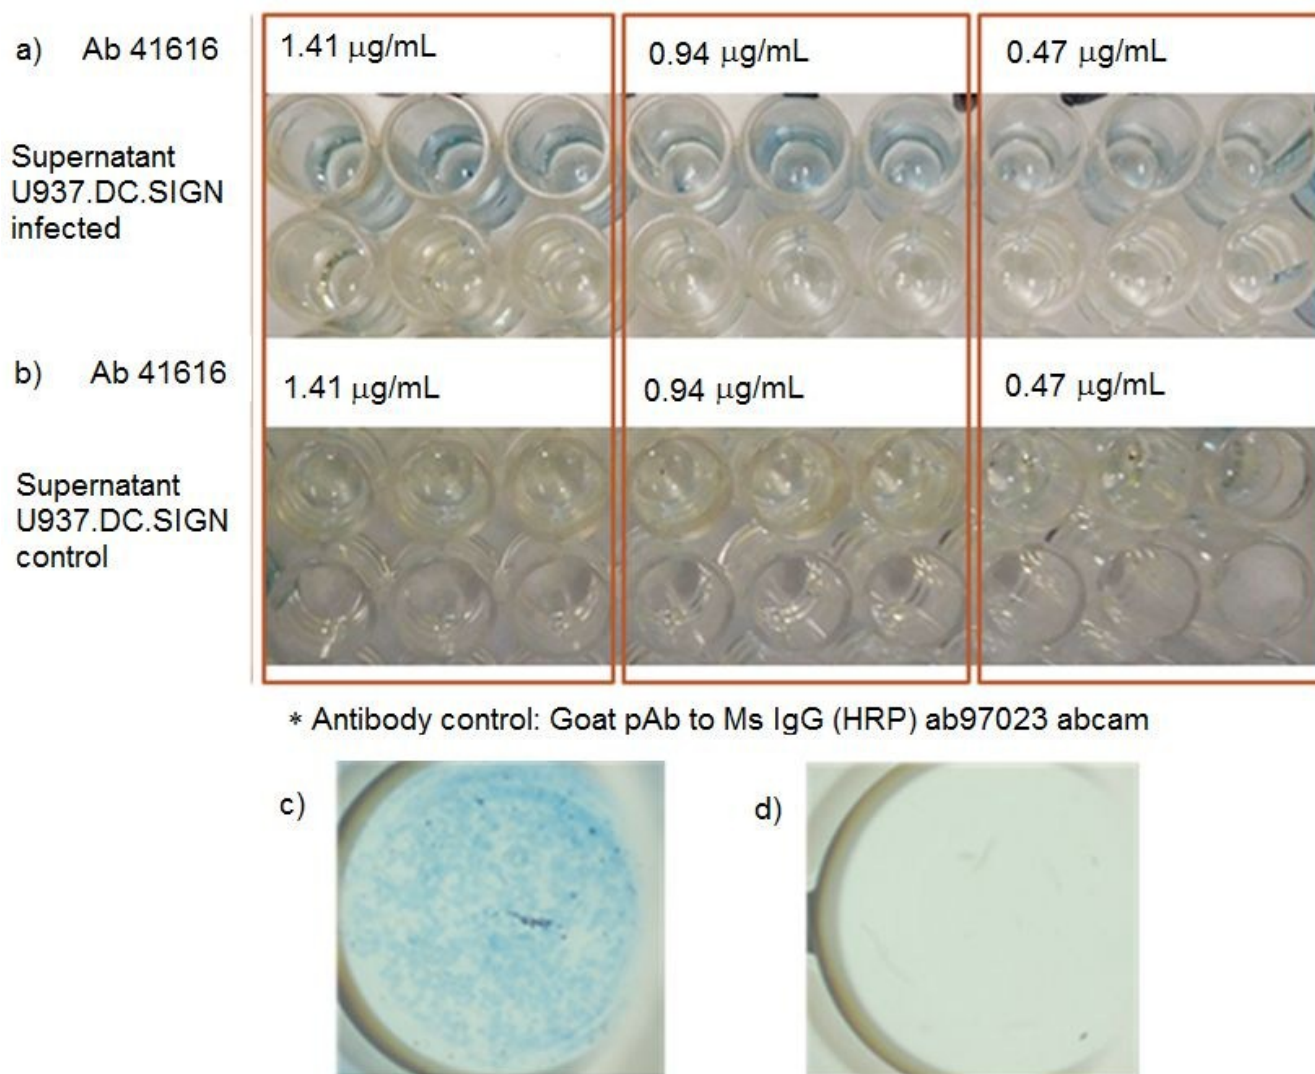 a) Ab 41616 1.41 μg/mL 0.94 μg/mL 0.47 μg/mL
Supernatant
U937.DC.SIGN
infected
b) Ab 41616 1.41 μg/mL 0.94 μg/mL 0.47 μg/mL
Supernatant
U937.DC.SIGN
control
* Antibody control: Goat pAb to Ms IgG (HRP) ab97023 abcam
c) d)